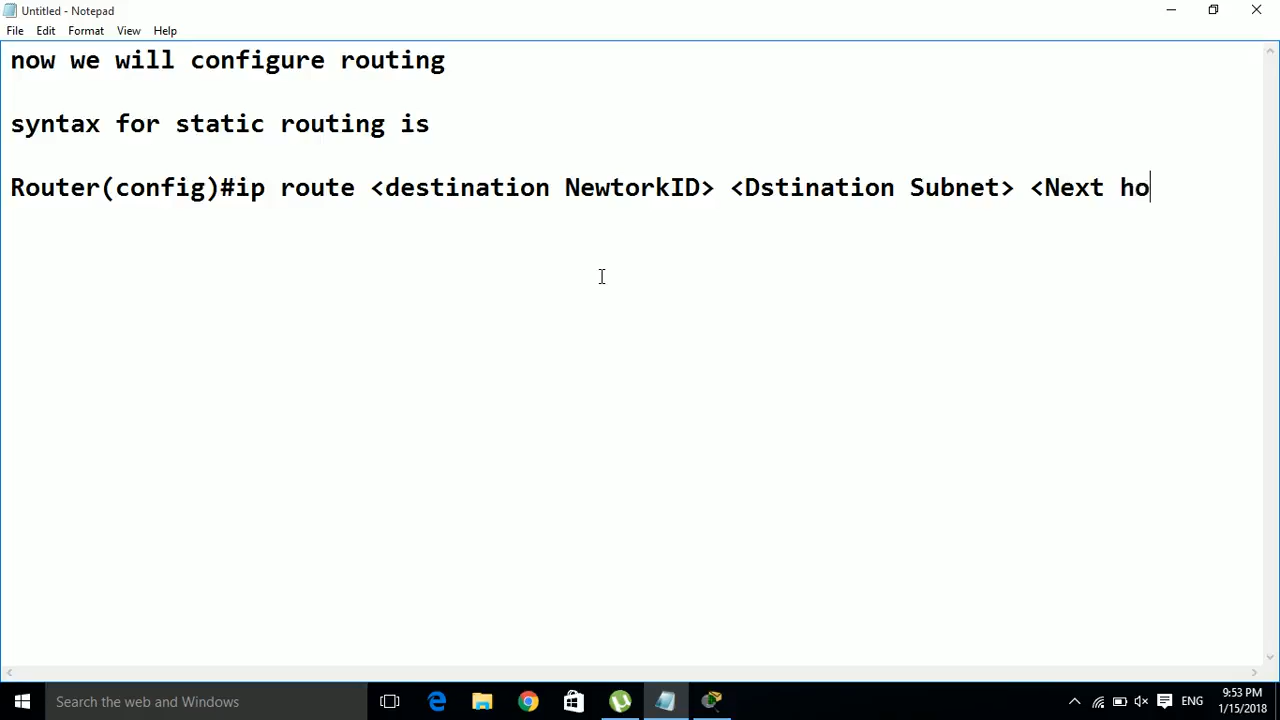 Untitled - Notepad
File Edit Format View Help
now we will configure routing
syntax for static routing is
Router(config)#ip route <destination NewtorkID> <Dstination Subnet> <Next ho
Search the web and Windows
ENG
9:53 PM
1/15/2018